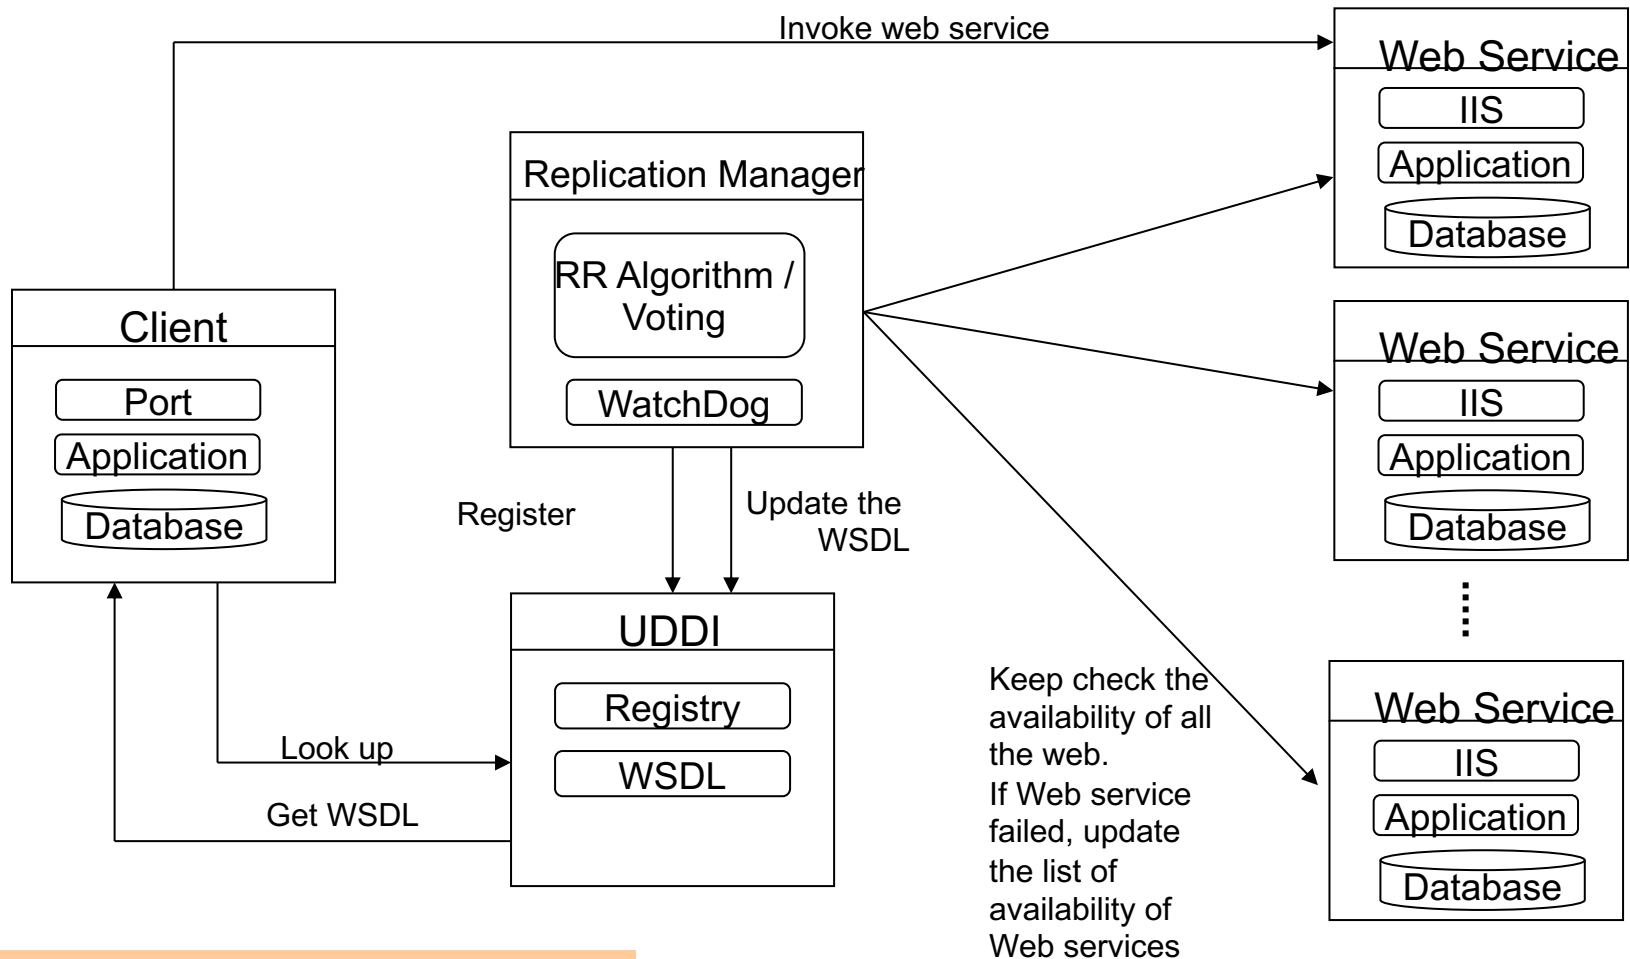 Invoke web service
Web Service
IIS
Application
Database
Replication Manager
RR Algorithm /
Voting
WatchDog
Client
Port
Application
Database
Web Service
IIS
Application
Database
Register
Update the
WSDL
UDDI
Registry
WSDL
Look up
Get WSDL
Keep check the
availability of all
the web.
If Web service
failed, update
the list of
availability of
Web services
Web Service
IIS
Application
Database